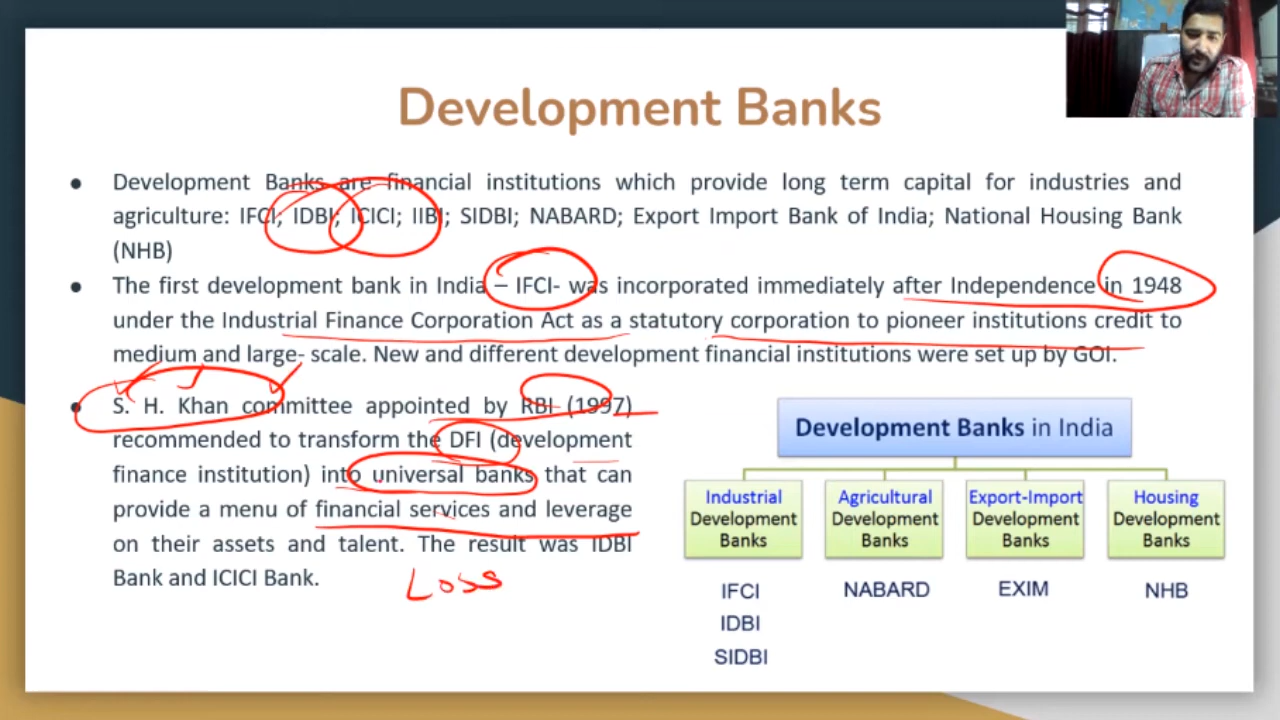 Development Banks
● Development Banks are financial institutions which provide long term capital for industries and
agriculture: IFCI; IDBI; ICICI; IIBI; SIDBI; NABARD; Export Import Bank of India; National Housing Bank
(NHB)
● The first development bank in India – IFCI- was incorporated immediately after Independence in 1948
under the Industrial Finance Corporation Act as a statutory corporation to pioneer institutions credit to
medium and large- scale. New and different development financial institutions were set up by GOI.
● S. H. Khan committee appointed by RBI (1997)
recommended to transform the DFI (development
finance institution) into universal banks that can
provide a menu of financial services and leverage
on their assets and talent. The result was IDBI
Bank and ICICI Bank.
Loss
Development Banks in India
Industrial
Development
Banks
IFCI
IDBI
SIDBI
Agricultural
Development
Banks
NABARD
Export-Import
Development
Banks
EXIM
Housing
Development
Banks
NHB